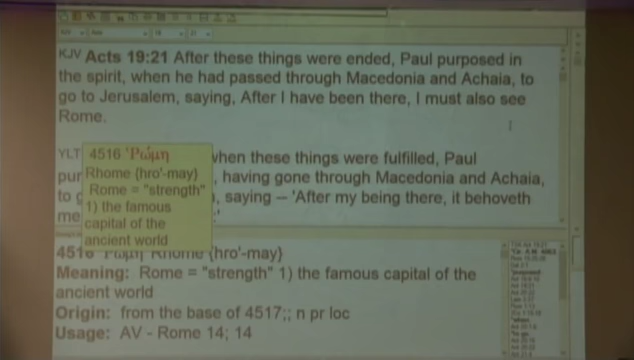 KJV Acts 19:21 After these things were ended, Paul purposed in
the spirit, when he had passed through Macedonia and Achaia, to
go to Jerusalem, saying, After I have been there, I must also see
Rome.
YLT when these things were fulfilled, Paul
pur , having gone through Macedonia and Achaia,
to , saying -- 'After my being there, it behoveth
me .'
4516 Ῥώμη
Rhome {hro'-may}
Rome = "strength"
1) the famous
capital of the
ancient world
4516 Ῥώμη Rhome {hro'-may}
Meaning: Rome = "strength" 1) the famous capital of the
ancient world
Origin: from the base of 4517;; n pr loc
Usage: AV - Rome 14; 14